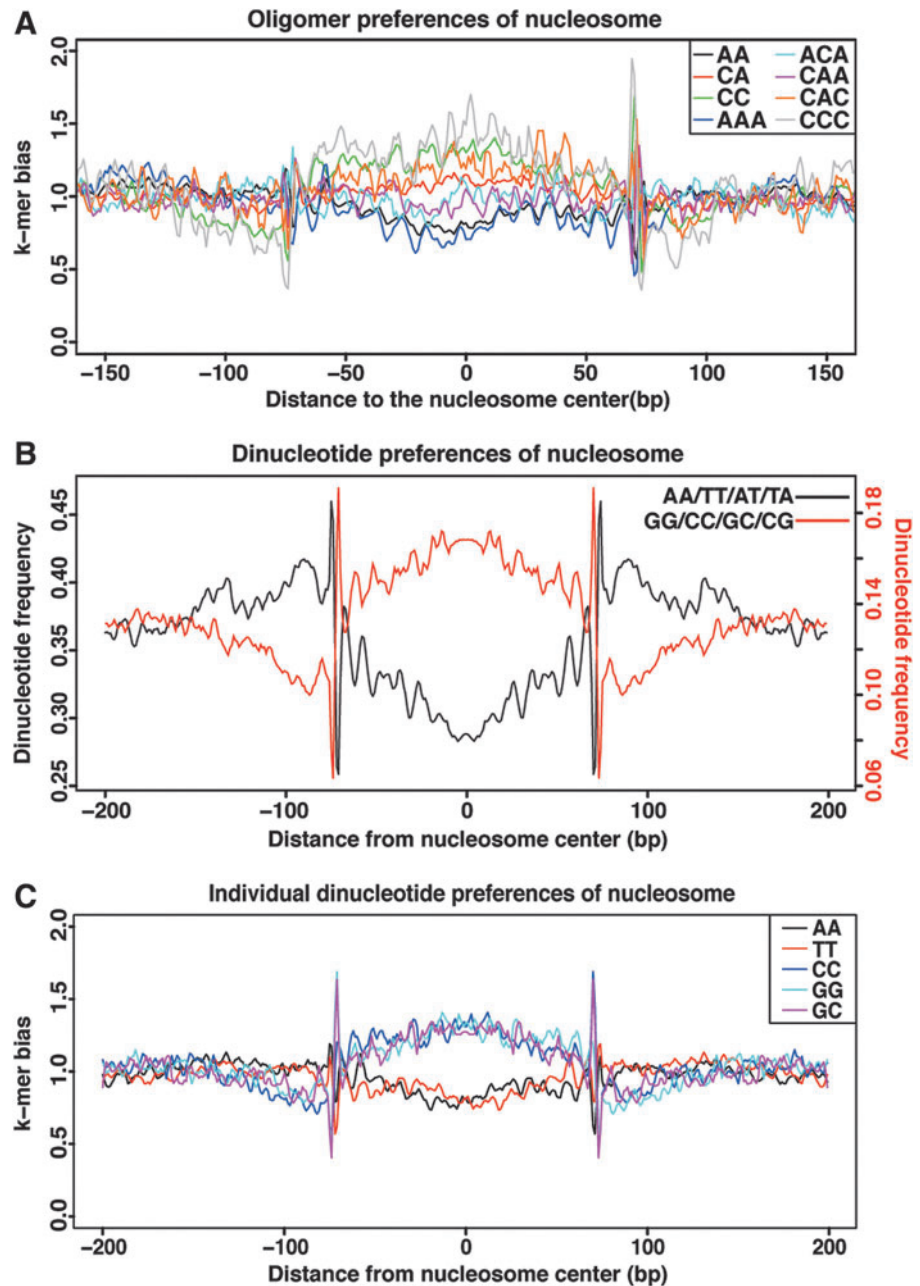 A
Oligomer preferences of nucleosome
2.0
1.5
1.0
0.5
0.0
k−mer bias
AA
CA
CC
AAA
ACA
CAA
CAC
CCC
−150
−100
−50
0
50
100
150
Distance to the nucleosome center(bp)
B
Dinucleotide preferences of nucleosome
0.45
0.40
0.35
0.30
0.25
Dinucleotide frequency
AA/TT/AT/TA
GG/CC/GC/CG
0.18
0.14
0.10
0.06
Dinucleotide frequency
−200
−100
0
100
200
Distance from nucleosome center (bp)
C
Individual dinucleotide preferences of nucleosome
2.0
1.5
1.0
0.5
0.0
k−mer bias
AA
TT
CC
GG
GC
−200
−100
0
100
200
Distance from nucleosome center (bp)